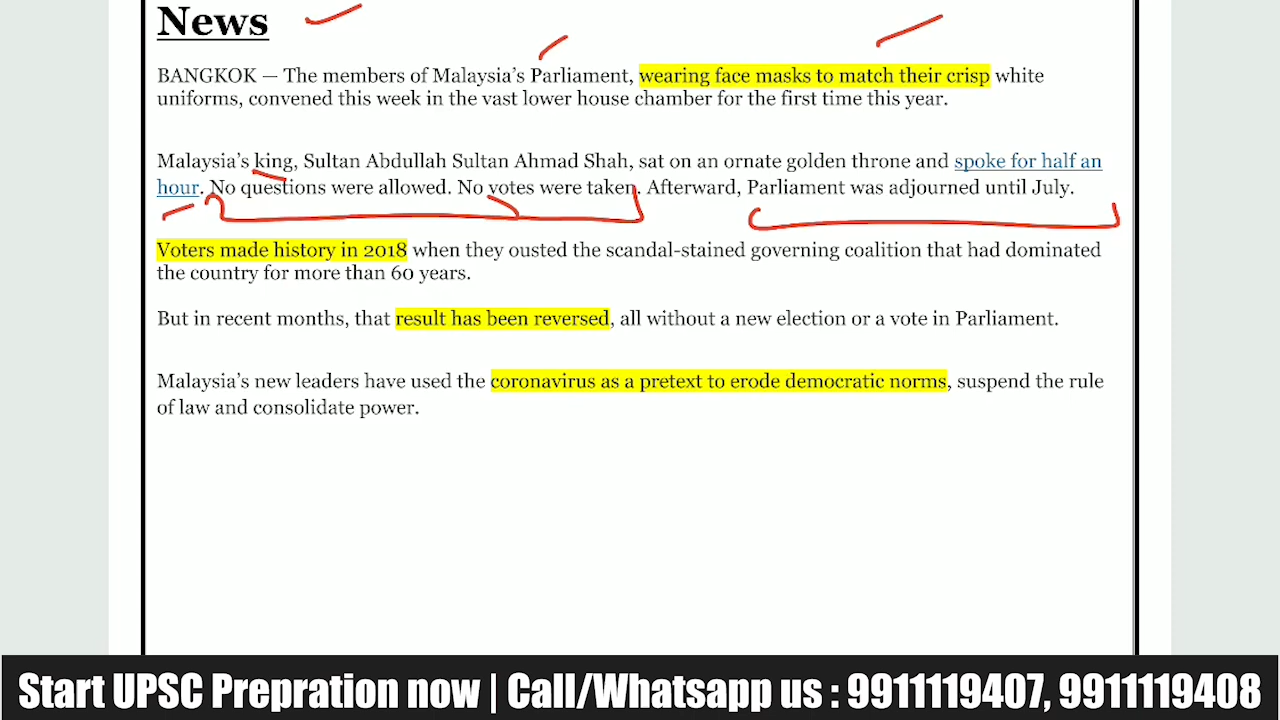 News
BANGKOK — The members of Malaysia's Parliament, wearing face masks to match their crisp white
uniforms, convened this week in the vast lower house chamber for the first time this year.
Malaysia's king, Sultan Abdullah Sultan Ahmad Shah, sat on an ornate golden throne and spoke for half an
hour. No questions were allowed. No votes were taken. Afterward, Parliament was adjourned until July.
Voters made history in 2018 when they ousted the scandal-stained governing coalition that had dominated
the country for more than 60 years.
But in recent months, that result has been reversed, all without a new election or a vote in Parliament.
Malaysia's new leaders have used the coronavirus as a pretext to erode democratic norms, suspend the rule
of law and consolidate power.
Start UPSC Prepration now | Call/Whatsapp us : 9911119407, 9911119408